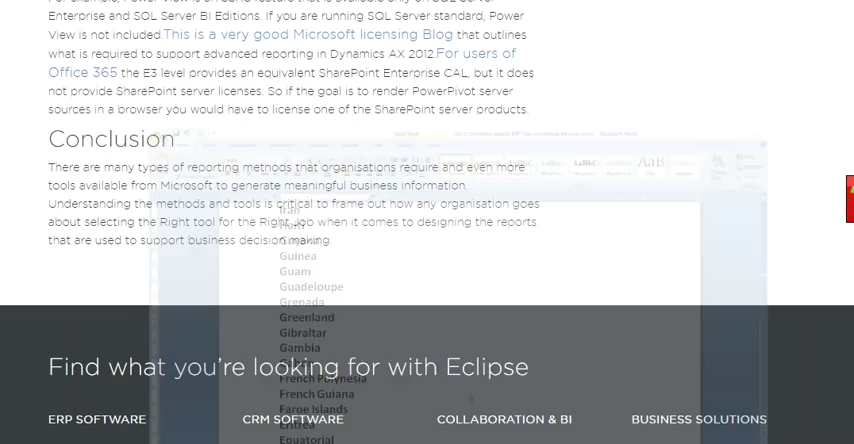 Enterprise and SQL Server BI Editions. If you are running SQL Server standard, Power
View is not included.This is a very good Microsoft licensing Blog that outlines
what is required to support advanced reporting in Dynamics AX 2012.For users of
Office 365 the E3 level provides an equivalent SharePoint Enterprise CAL, but it does
not provide SharePoint server licenses. So if the goal is to render PowerPivot server
sources in a browser you would have to license one of the SharePoint server products.
Conclusion
There are many types of reporting methods that organisations require and even more
tools available from Microsoft to generate meaningful business information.
Understanding the methods and tools is critical to frame out how any organisation goes
about selecting the Right tool for the Right Job when it comes to designing the reports
that are used to support business decision making.
Iran
Haiti
Guyana
Guinea
Guam
Guadeloupe
Grenada
Greenland
Gibraltar
Gambia
Find what you're looking for with Eclipse
French Polynesia
French Guiana
Faroe Islands
ERP SOFTWARE CRM SOFTWARE COLLABORATION & BI BUSINESS SOLUTIONS
Eritrea
Equatorial